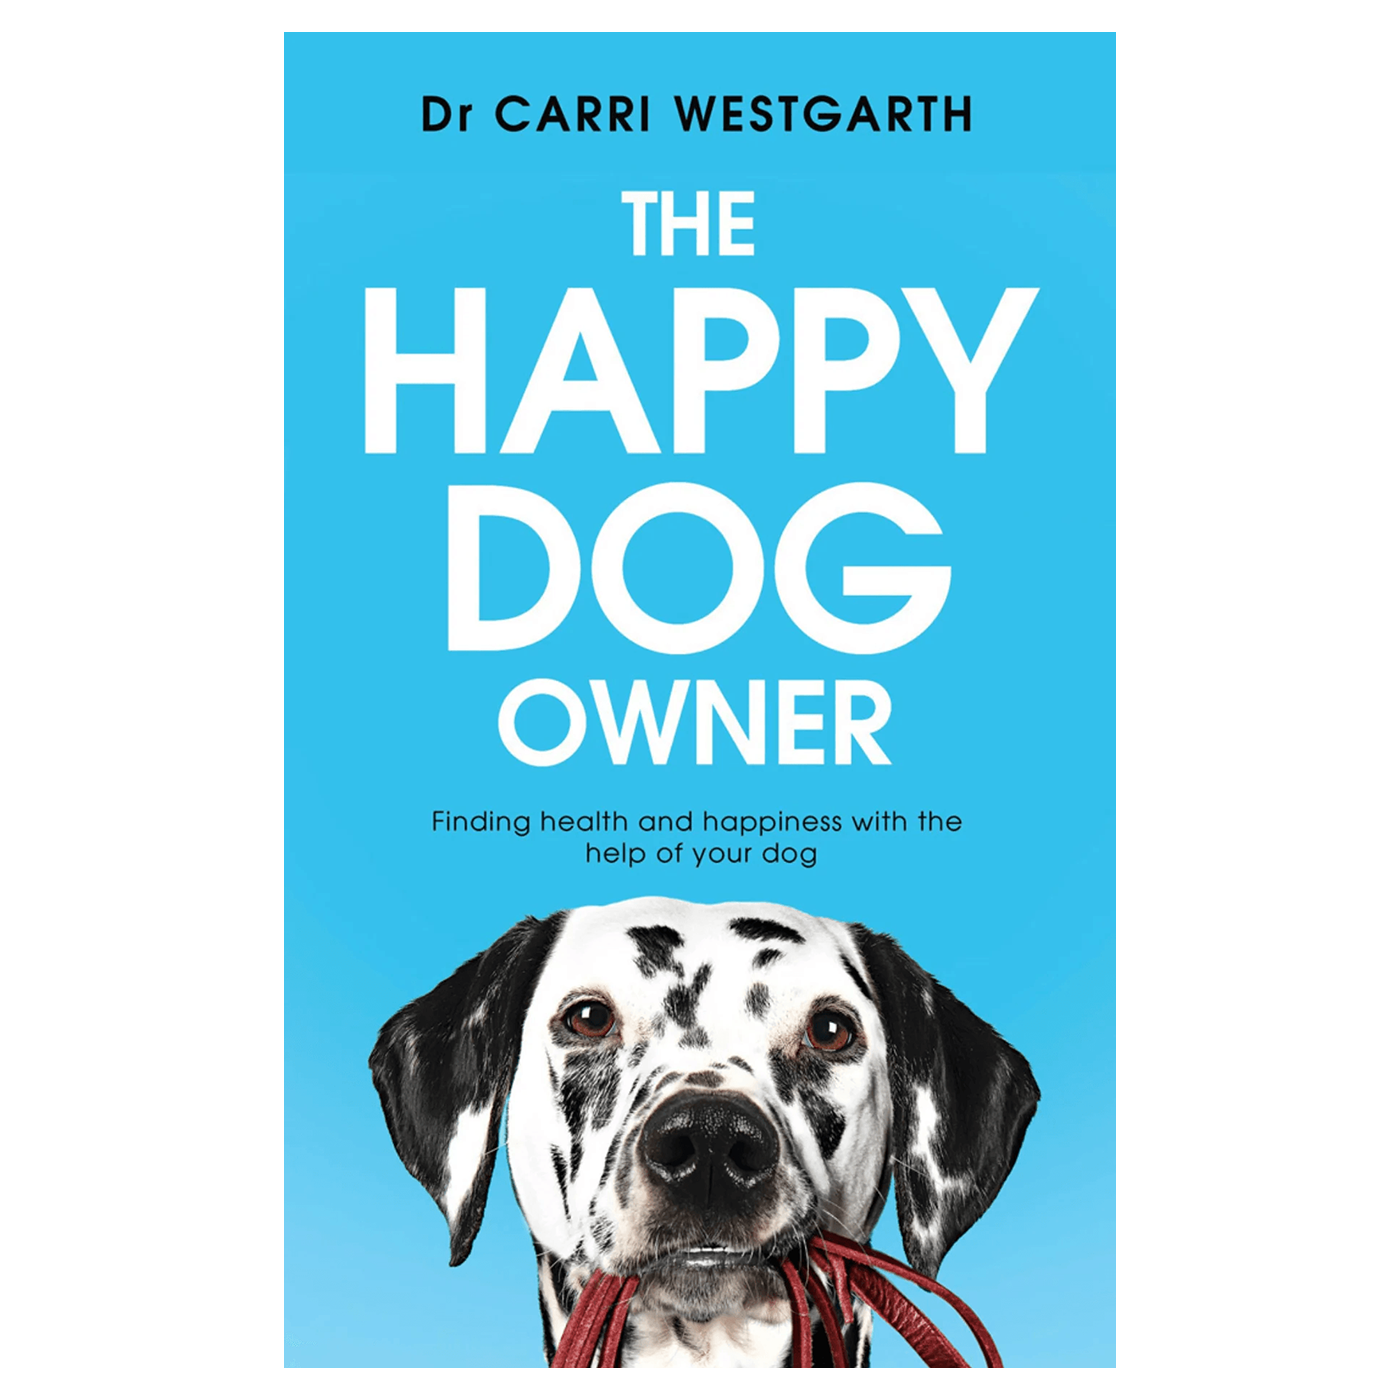 Dr CARRI WESTGARTH
THE
HAPPY
DOG
OWNER
Finding health and happiness with the
help of your dog